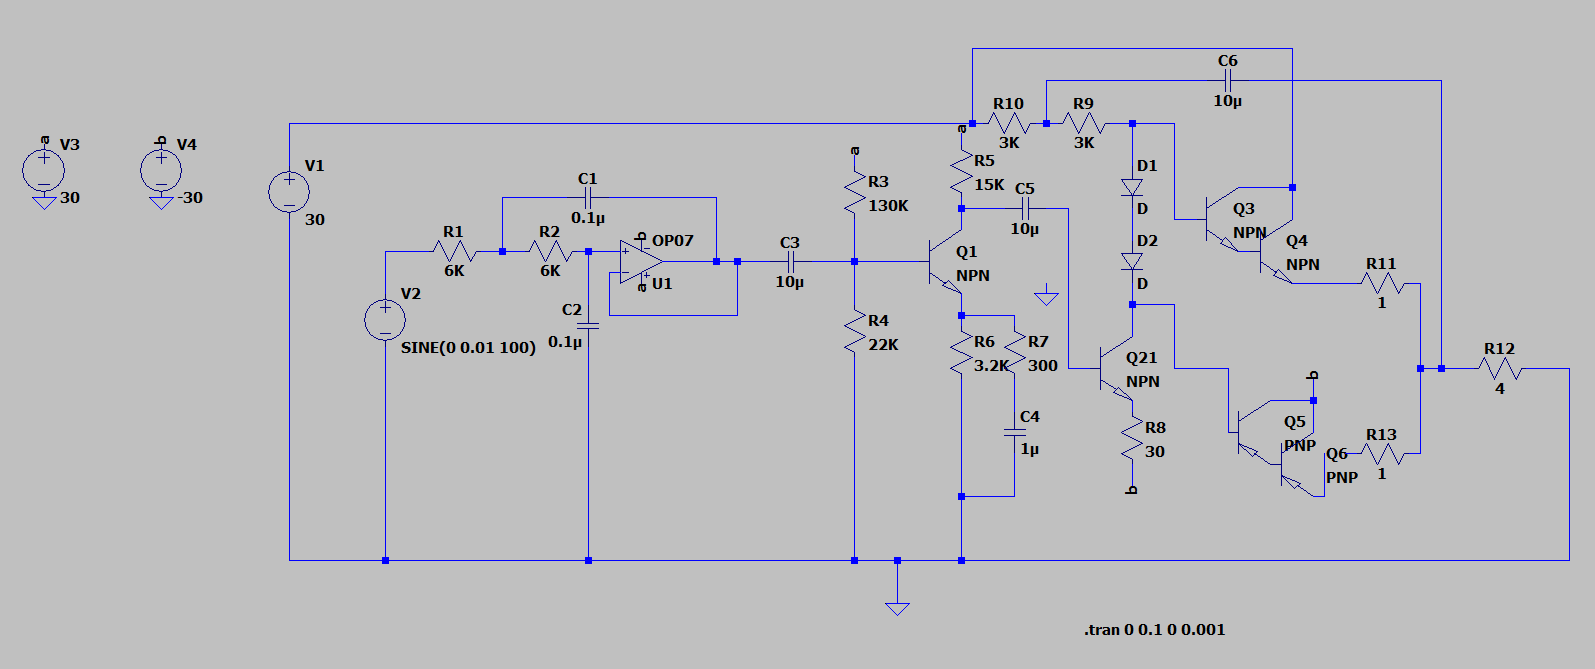 C6
10µ
R10
3K
R9
3K
a
a
V3
30
b
V4
-30
V1
30
a
R3
130K
R5
15K
C5
10µ
D1
D
C1
0.1µ
R1
6K
R2
6K
b
OP07
a
U1
C3
10µ
Q1
NPN
D2
D
Q3
NPN
Q4
NPN
R11
1
V2
SINE(0 0.01 100)
C2
0.1µ
R4
22K
R6
3.2K
R7
300
Q21
NPN
R12
4
b
C4
1µ
R8
30
b
Q5
PNP
Q6
PNP
R13
1
.tran 0 0.1 0 0.001